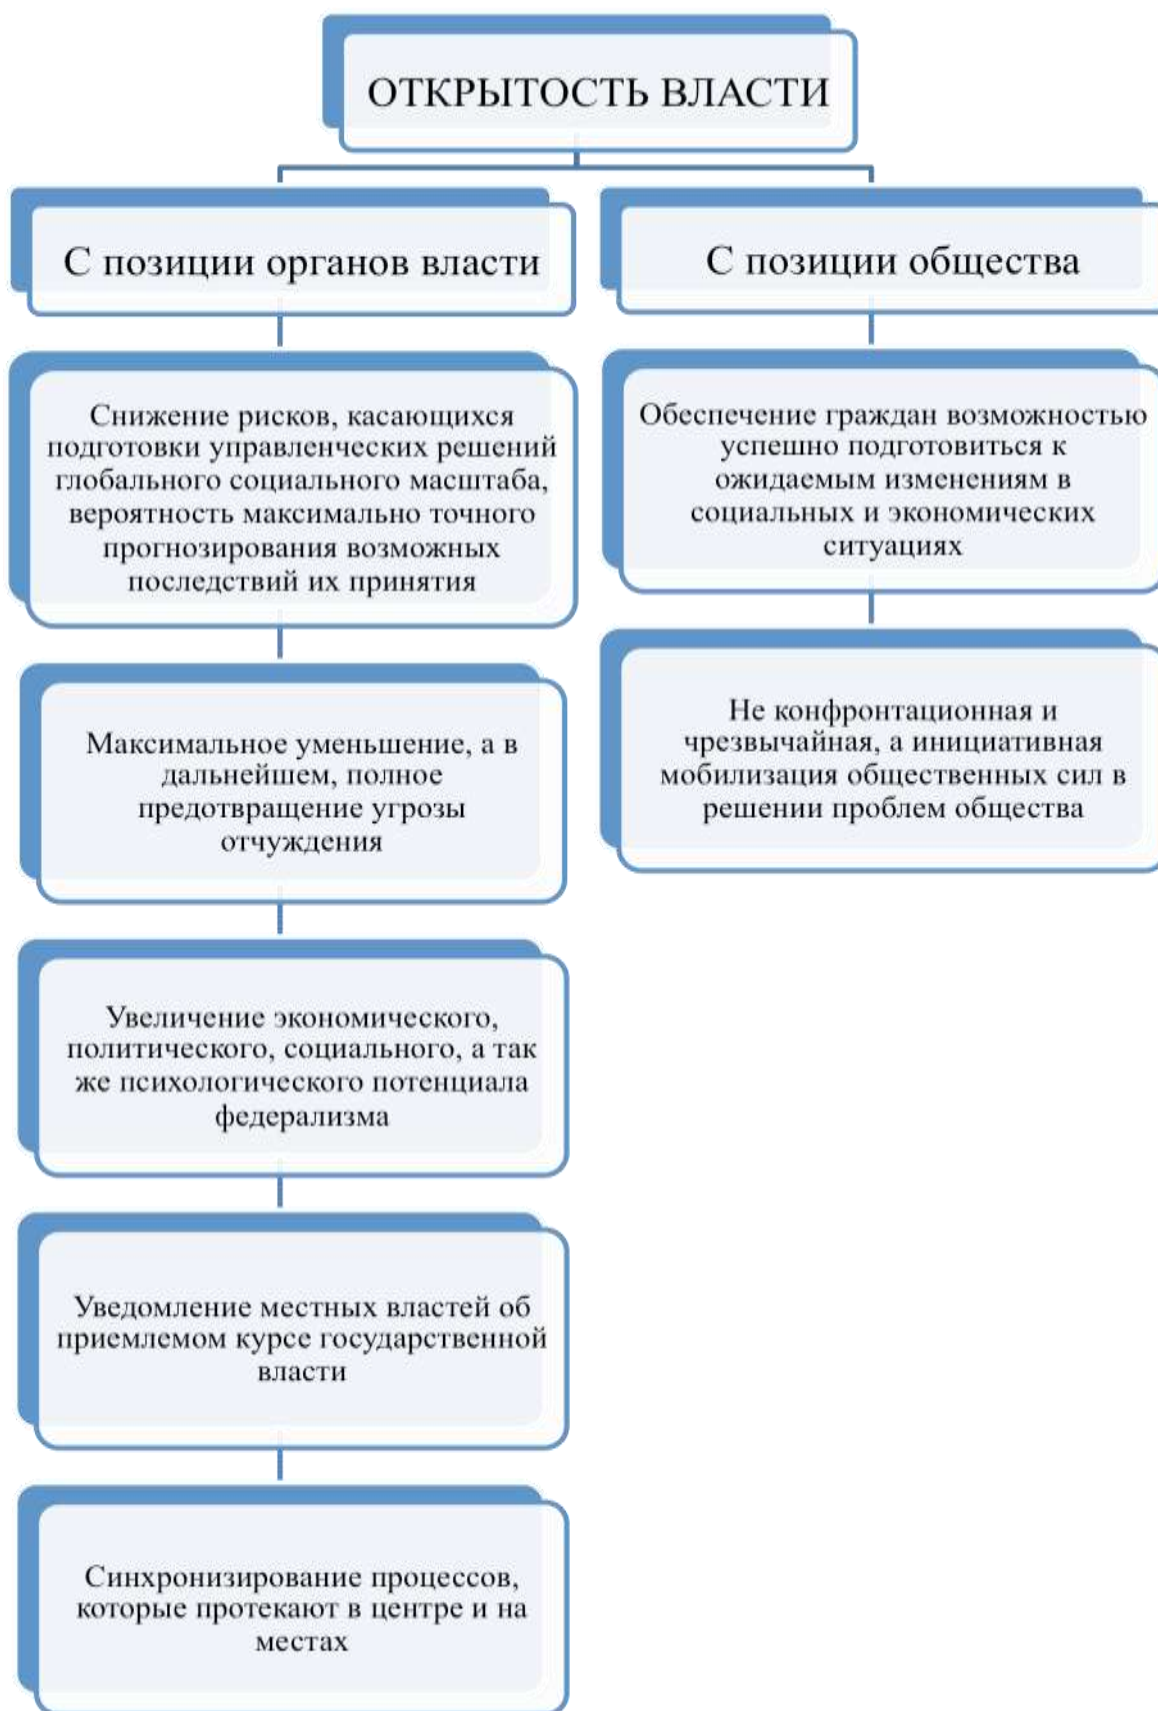 ОТКРЫТОСТЬ ВЛАСТИ
С позиции органов власти
Снижение рисков, касающихся
подготовки управленческих решений
глобального социального масштаба,
вероятность максимально точного
прогнозирования возможных
последствий их принятия
Максимальное уменьшение, а в
дальнейшем, полное
предотвращение угрозы
отчуждения
Увеличение экономического,
политического, социального, а так
же психологического потенциала
федерализма
Уведомление местных властей об
приемлемом курсе государственной
власти
Синхронизирование процессов,
которые протекают в центре и на
местах
С позиции общества
Обеспечение граждан возможностью
успешно подготовиться к
ожидаемым изменениям в
социальных и экономических
ситуациях
Не конфронтационная и
чрезвычайная, а инициативная
мобилизация общественных сил в
решении проблем общества